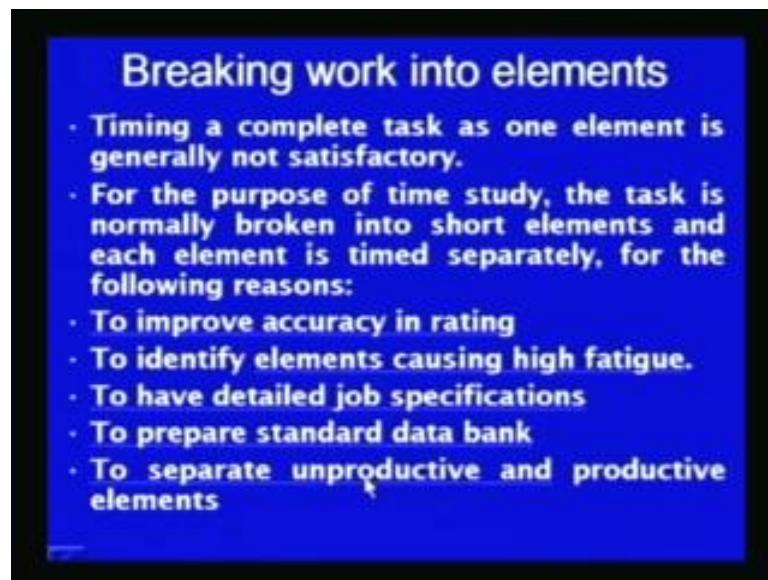 Breaking work into elements
· Timing a complete task as one element is
generally not satisfactory.
· For the purpose of time study, the task is
normally broken into short elements and
each element is timed separately, for the
following reasons:
· To improve accuracy in rating
· To identify elements causing high fatigue.
· To have detailed job specifications
· To prepare standard data bank
· To separate unproductive and productive
elements